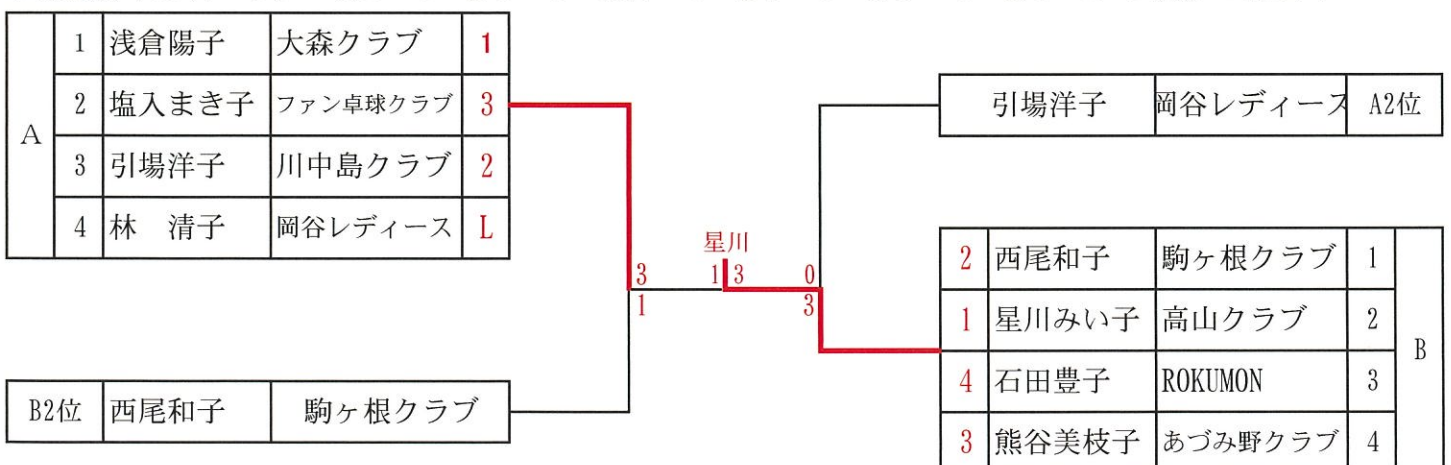 A
1 浅倉陽子 大森クラブ 1
2 塩入まき子 ファン卓球クラブ 3
3 引場洋子 川中島クラブ 2
4 林 清子 岡谷レディース L
B2位 西尾和子 駒ヶ根クラブ
3
1
星川
1 3
0
3
引場洋子 岡谷レディース A2位
2 西尾和子 駒ヶ根クラブ 1
1 星川みい子 高山クラブ 2
4 石田豊子 ROKUMON 3
3 熊谷美枝子 あづみ野クラブ 4
B